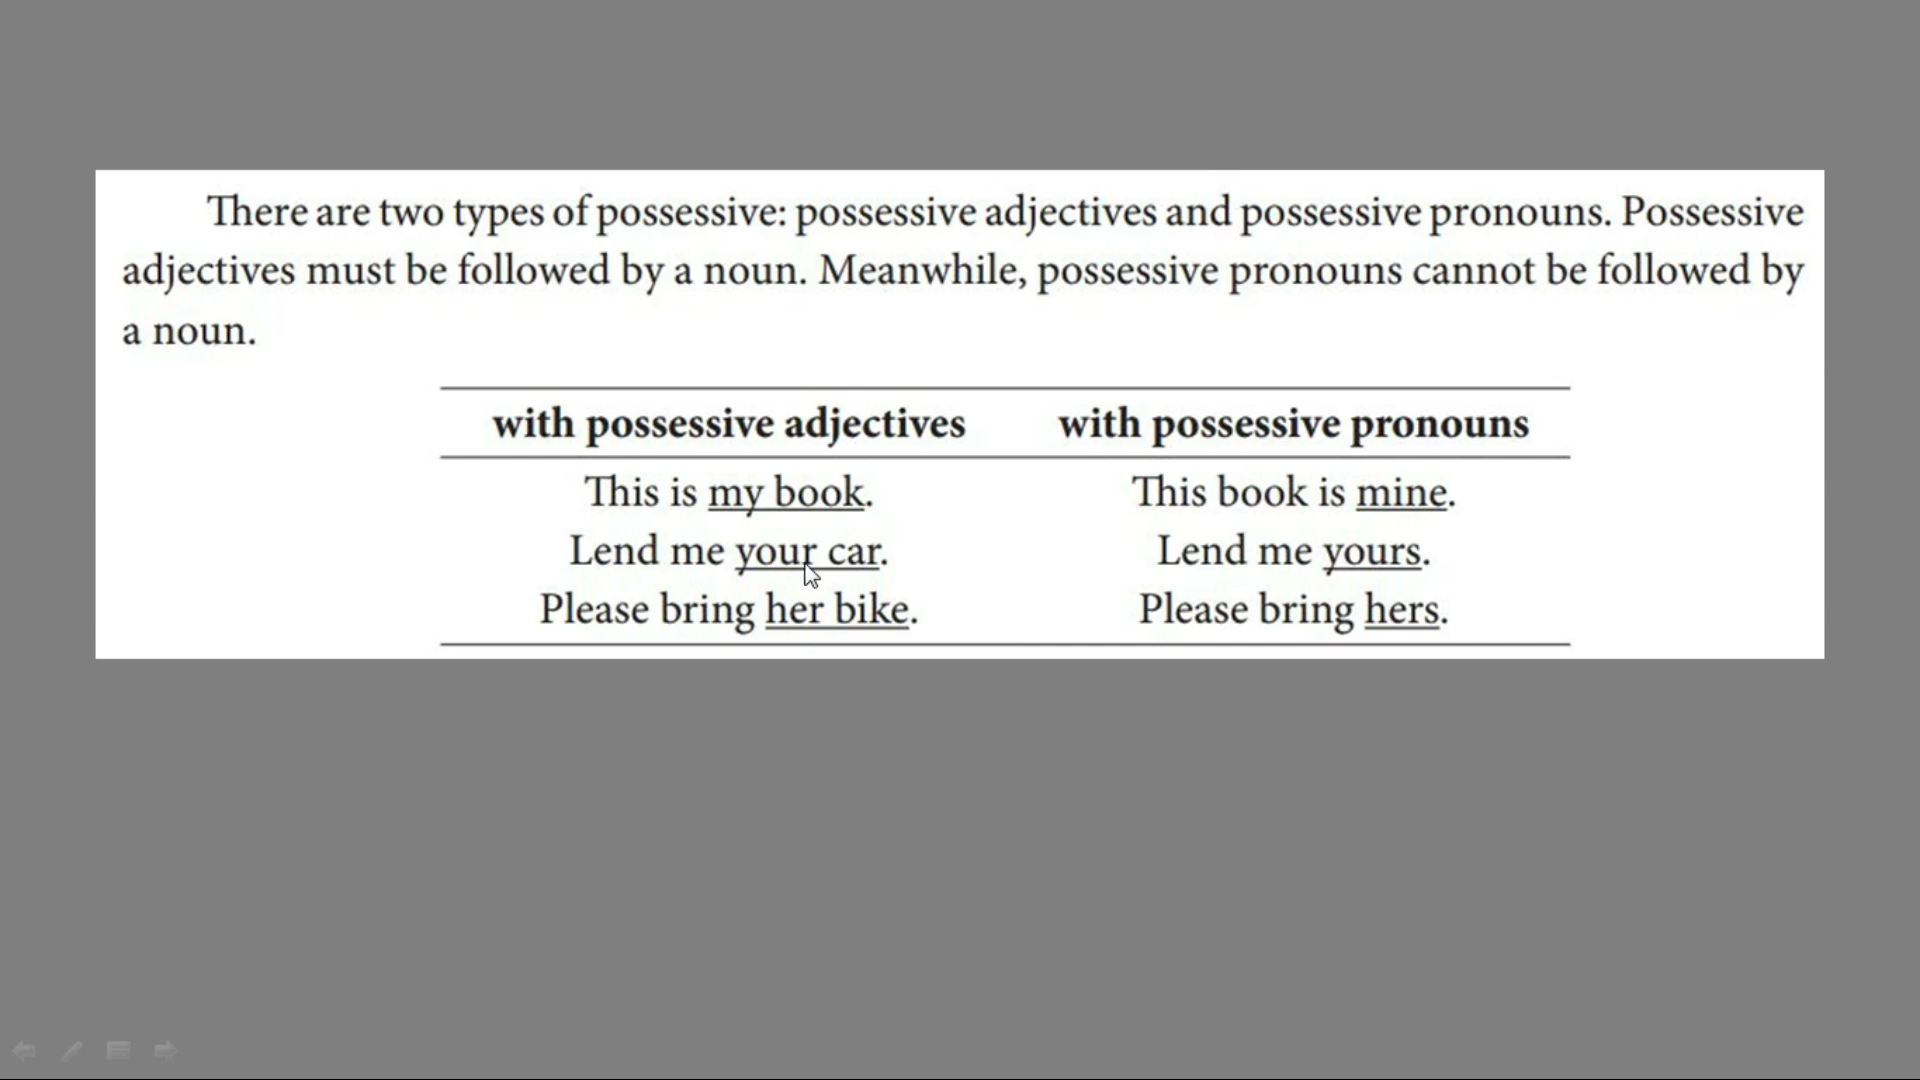 There are two types of possessive: possessive adjectives and possessive pronouns. Possessive
adjectives must be followed by a noun. Meanwhile, possessive pronouns cannot be followed by
a noun.
with possessive adjectives with possessive pronouns
This is my book. This book is mine.
Lend me your car. Lend me yours.
Please bring her bike. Please bring hers.